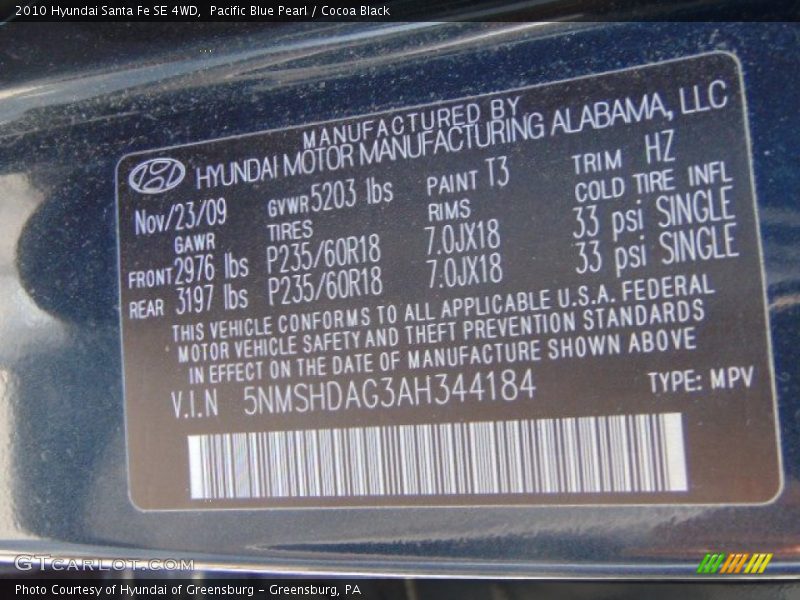 2010 Hyundai Santa Fe SE 4WD,  Pacific Blue Pearl / Cocoa Black
MANUFACTURED BY
HYUNDAI MOTOR MANUFACTURING ALABAMA, LLC
Nov/23/09 GVWR 5203 lbs PAINT T3 TRIM HZ
GAWR TIRES RIMS COLD TIRE INFL
FRONT 2976 lbs P235/60R18 7.0JX18 33 psi SINGLE
REAR 3197 lbs P235/60R18 7.0JX18 33 psi SINGLE
THIS VEHICLE CONFORMS TO ALL APPLICABLE U.S.A. FEDERAL
MOTOR VEHICLE SAFETY AND THEFT PREVENTION STANDARDS
IN EFFECT ON THE DATE OF MANUFACTURE SHOWN ABOVE
V.I.N 5NMSHDAG3AH344184 TYPE: MPV
GTCARLOT.COM
Photo Courtesy of Hyundai of Greensburg - Greensburg, PA